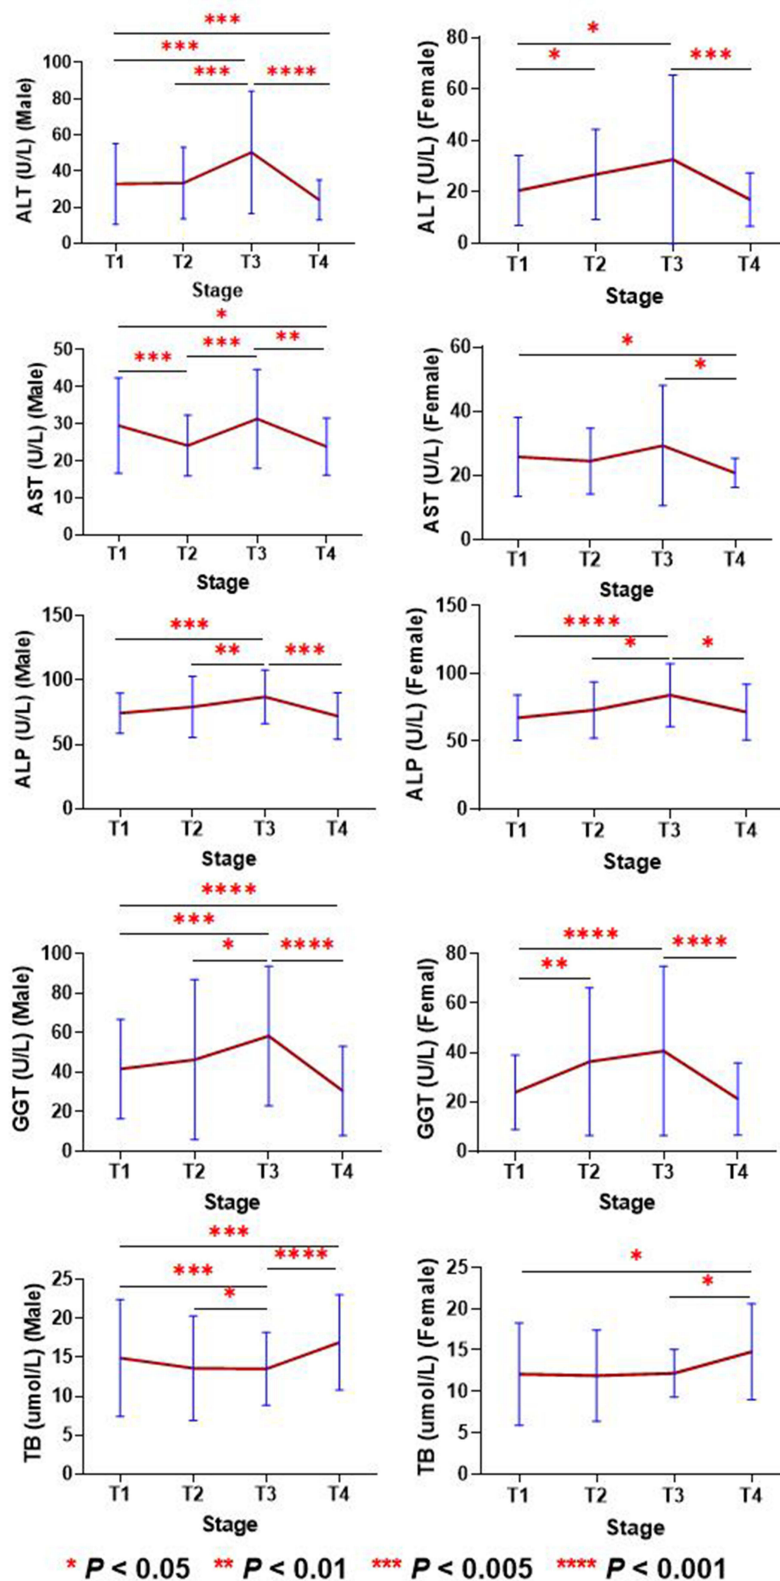 ***
***
*** ****
ALT (U/L) (Male)
100
80
60
40
20
0
T1 T2 T3 T4
Stage
*
* ***
ALT (U/L) (Female)
80
60
40
20
0
T1 T2 T3 T4
Stage
*
*** *** **
AST (U/L) (Male)
50
40
30
20
10
0
T1 T2 T3 T4
Stage
*
*
AST (U/L) (Female)
60
40
20
0
T1 T2 T3 T4
Stage
***
** ***
ALP (U/L) (Male)
150
100
50
0
T1 T2 T3 T4
Stage
****
* *
ALP (U/L) (Female)
150
100
50
0
T1 T2 T3 T4
Stage
****
***
* ****
GGT (U/L) (Male)
100
80
60
40
20
0
T1 T2 T3 T4
Stage
**** ****
**
GGT (U/L) (Femal)
80
60
40
20
0
T1 T2 T3 T4
Stage
***
*** ****
*
TB (umol/L) (Male)
25
20
15
10
5
0
T1 T2 T3 T4
Stage
*
*
TB (umol/L) (Female)
25
20
15
10
5
0
T1 T2 T3 T4
Stage
* P < 0.05 ** P < 0.01 *** P < 0.005 **** P < 0.001